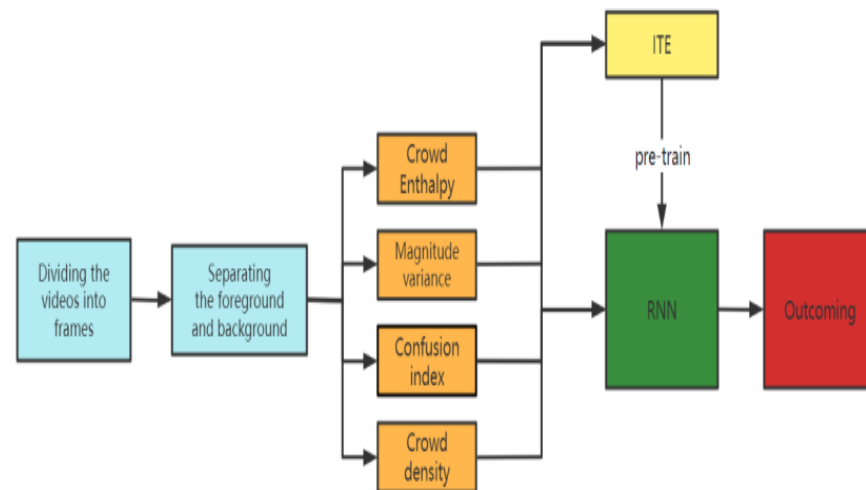 ITE
pre-train
Crowd
Enthalpy
Magnitude
variance
Confusion
index
Crowd
density
Dividing the
videos into
frames
Separating
the foreground
and background
RNN
Outcoming